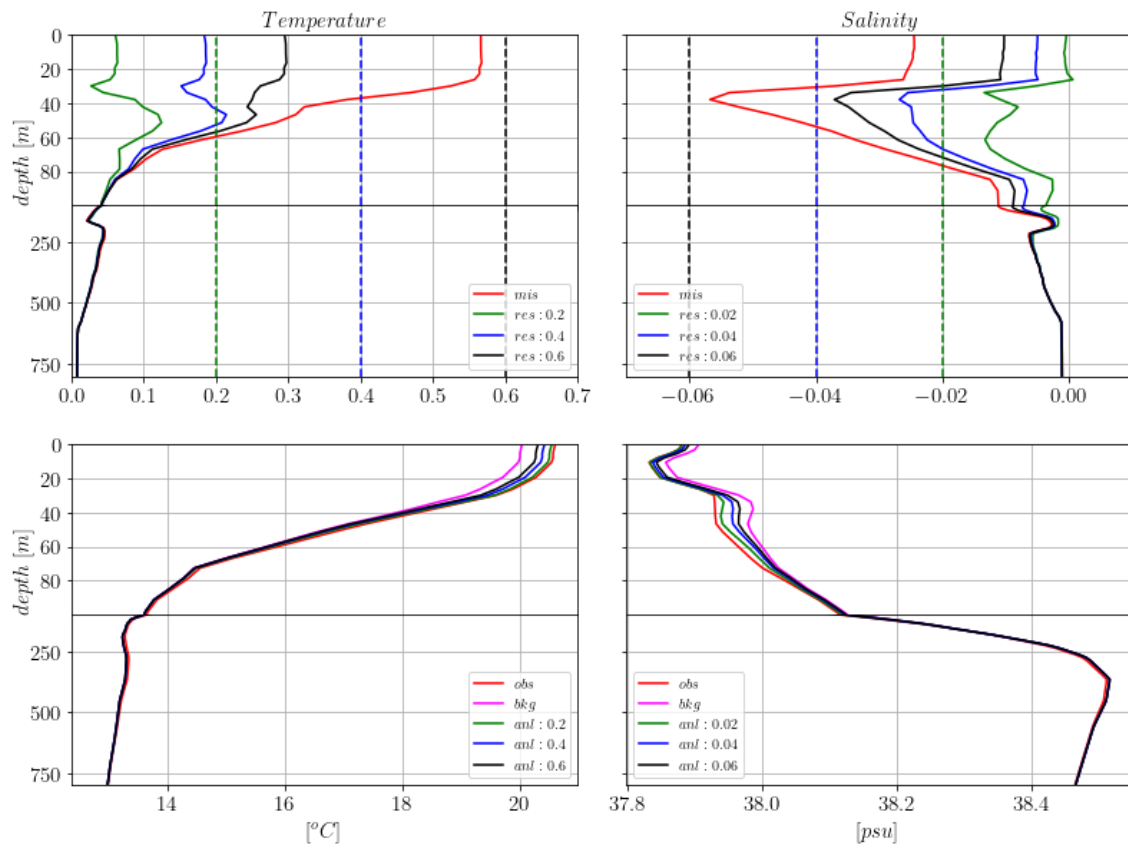 Temperature
Salinity
0
20
40
60
80
250
500
750
depth [m]
0.0
0.1
0.2
0.3
0.4
0.5
0.6
0.7
mis
res : 0.2
res : 0.4
res : 0.6
−0.06
−0.04
−0.02
0.00
mis
res : 0.02
res : 0.04
res : 0.06
0
20
40
60
80
250
500
750
depth [m]
14
16
18
20
[°C]
obs
bkg
anl : 0.2
anl : 0.4
anl : 0.6
37.8
38.0
38.2
38.4
[psu]
obs
bkg
anl : 0.02
anl : 0.04
anl : 0.06